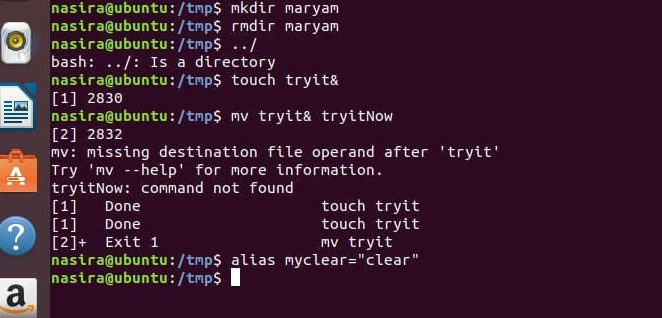 nasira@ubuntu:/tmp$ mkdir maryam
nasira@ubuntu:/tmp$ rmdir maryam
nasira@ubuntu:/tmp$ ../
bash: ../: Is a directory
nasira@ubuntu:/tmp$ touch tryit&
[1] 2830
nasira@ubuntu:/tmp$ mv tryit& tryitNow
[2] 2832
mv: missing destination file operand after 'tryit'
Try 'mv --help' for more information.
tryitNow: command not found
[1]   Done                    touch tryit
[1]   Done                    touch tryit
[2]+  Exit 1                  mv tryit
nasira@ubuntu:/tmp$ alias myclear="clear"
nasira@ubuntu:/tmp$